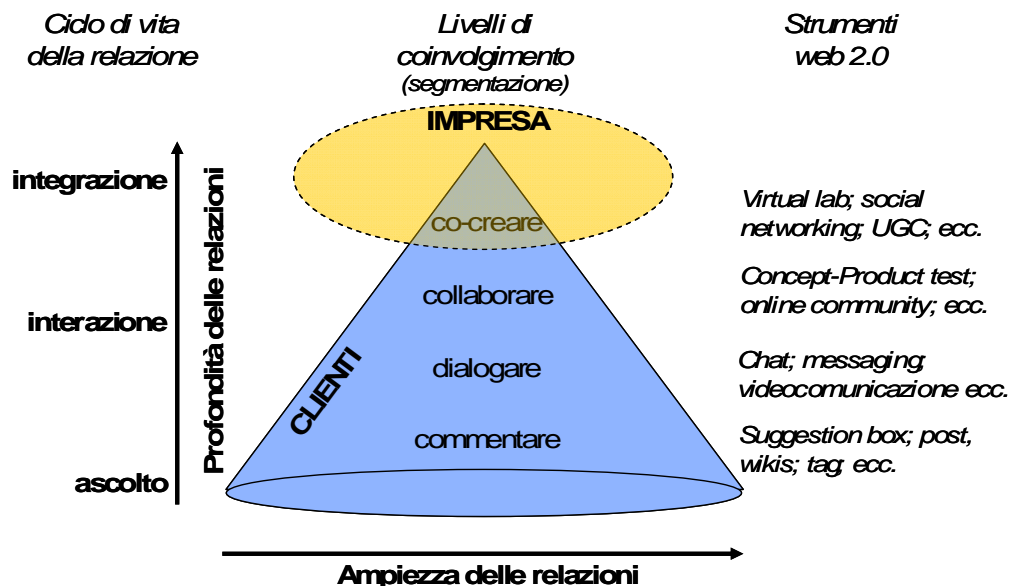 Ciclo di vita
della relazione
Livelli di
coinvolgimento
(segmentazione)
Strumenti
web 2.0
IMPRESA
integrazione
interazione
ascolto
Profondità delle relazioni
CLIENTI
co-creare
collaborare
dialogare
commentare
Virtual lab; social
networking; UGC; ecc.
Concept-Product test;
online community; ecc.
Chat; messaging;
videocomunicazione ecc.
Suggestion box; post,
wikis; tag; ecc.
Ampiezza delle relazioni